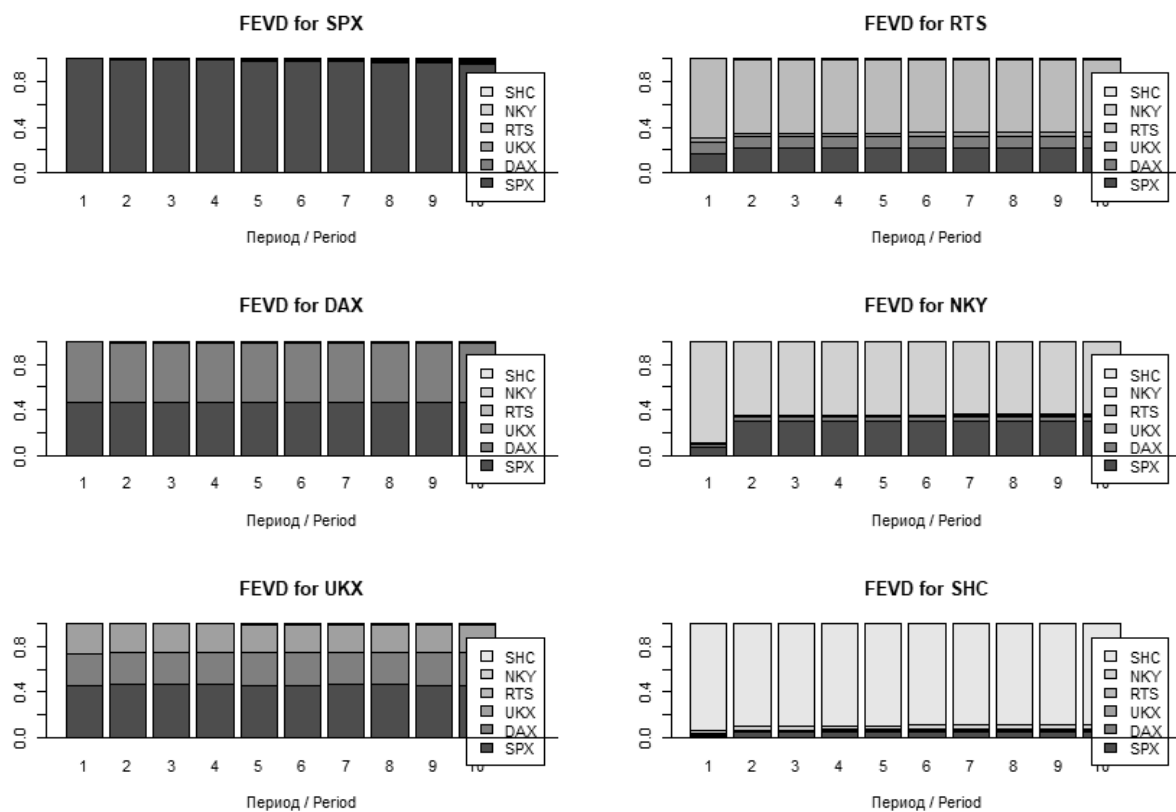 FEVD for SPX
0.8
0.4
0.0
SHC
NKY
RTS
UKX
DAX
SPX
1 2 3 4 5 6 7 8 9
Период / Period
FEVD for RTS
0.8
0.4
0.0
SHC
NKY
RTS
UKX
DAX
SPX
1 2 3 4 5 6 7 8 9
Период / Period
FEVD for DAX
0.8
0.4
0.0
SHC
NKY
RTS
UKX
DAX
SPX
1 2 3 4 5 6 7 8 9
Период / Period
FEVD for NKY
0.8
0.4
0.0
SHC
NKY
RTS
UKX
DAX
SPX
1 2 3 4 5 6 7 8 9
Период / Period
FEVD for UKX
0.8
0.4
0.0
SHC
NKY
RTS
UKX
DAX
SPX
1 2 3 4 5 6 7 8 9
Период / Period
FEVD for SHC
0.8
0.4
0.0
SHC
NKY
RTS
UKX
DAX
SPX
1 2 3 4 5 6 7 8 9
Период / Period